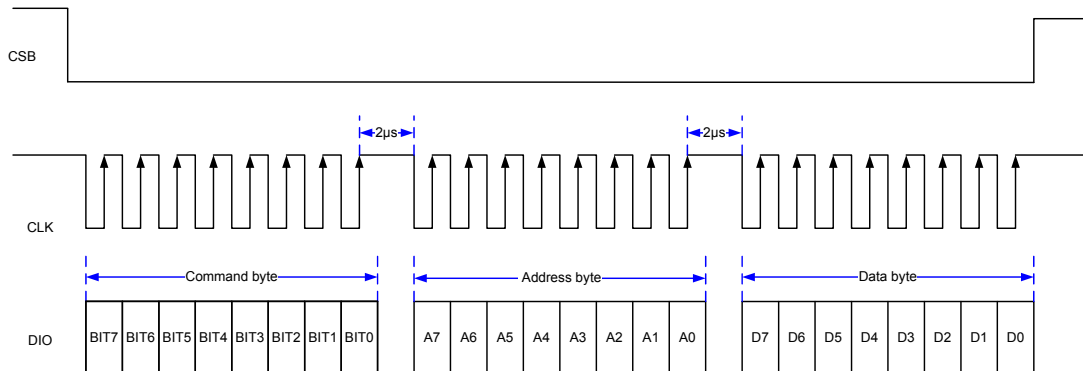 CSB
2μs 2μs
CLK
Command byte Address byte Data byte
DIO BIT7 BIT6 BIT5 BIT4 BIT3 BIT2 BIT1 BIT0 A7 A6 A5 A4 A3 A2 A1 A0 D7 D6 D5 D4 D3 D2 D1 D0